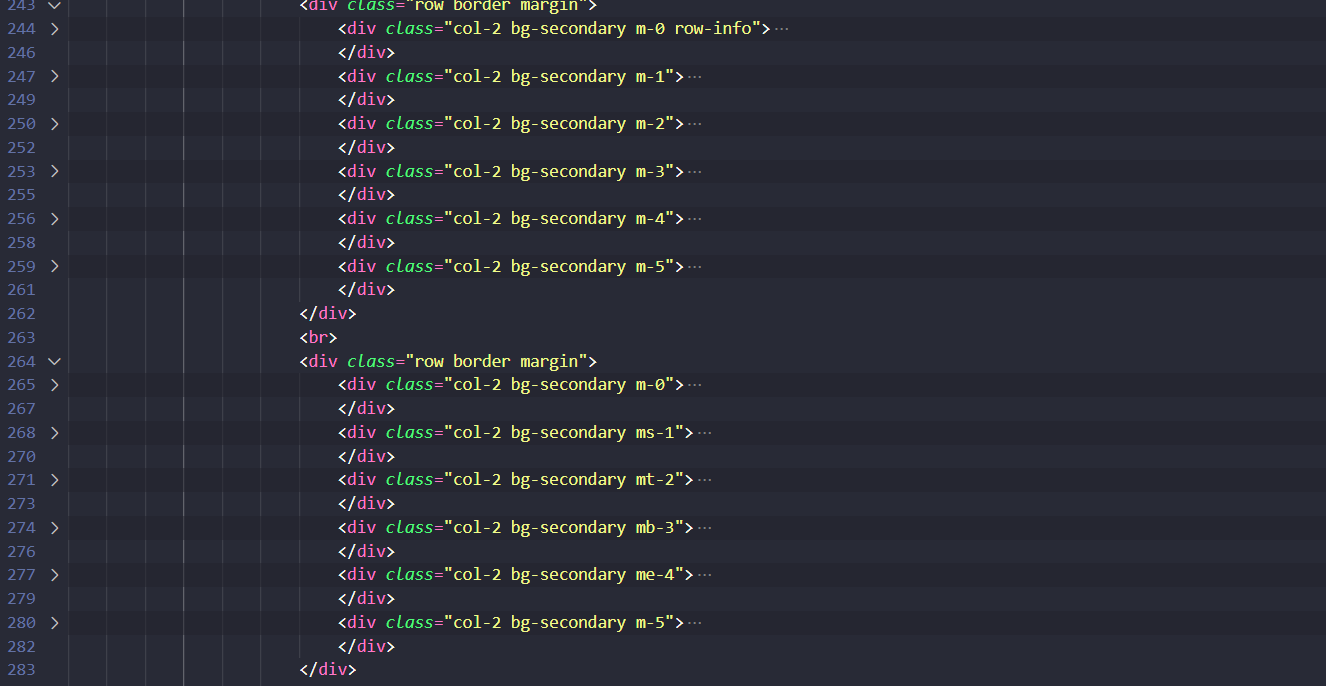 243 <div class="row border margin">
244 <div class="col-2 bg-secondary m-0 row-info">···
246 </div>
247 <div class="col-2 bg-secondary m-1">···
249 </div>
250 <div class="col-2 bg-secondary m-2">···
252 </div>
253 <div class="col-2 bg-secondary m-3">···
255 </div>
256 <div class="col-2 bg-secondary m-4">···
258 </div>
259 <div class="col-2 bg-secondary m-5">···
261 </div>
262 </div>
263 <br>
264 <div class="row border margin">
265 <div class="col-2 bg-secondary m-0">···
267 </div>
268 <div class="col-2 bg-secondary ms-1">···
270 </div>
271 <div class="col-2 bg-secondary mt-2">···
273 </div>
274 <div class="col-2 bg-secondary mb-3">···
276 </div>
277 <div class="col-2 bg-secondary me-4">···
279 </div>
280 <div class="col-2 bg-secondary m-5">···
282 </div>
283 </div>